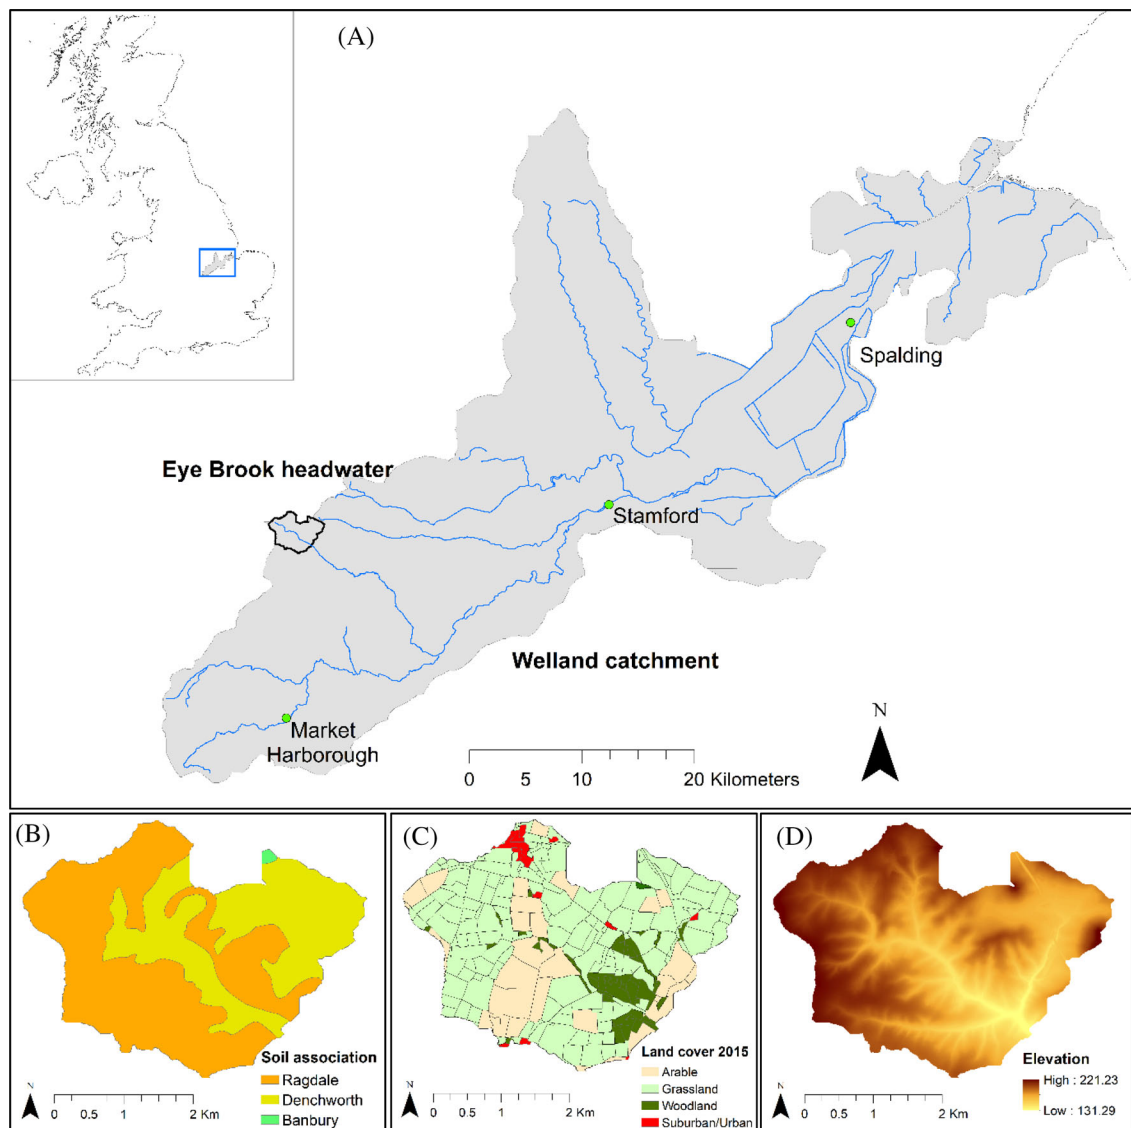 (A)
Spalding
Eye Brook headwater
Stamford
Welland catchment
Market
Harborough
N
0 5 10 20 Kilometers
(B)
Soil association
Ragdale
Denchworth
Banbury
N
0 0.5 1 2 Km
(C)
Land cover 2015
Arable
Grassland
Woodland
Suburban/Urban
N
0 0.5 1 2 Km
(D)
Elevation
High : 221.23
Low : 131.29
N
0 0.5 1 2 Km